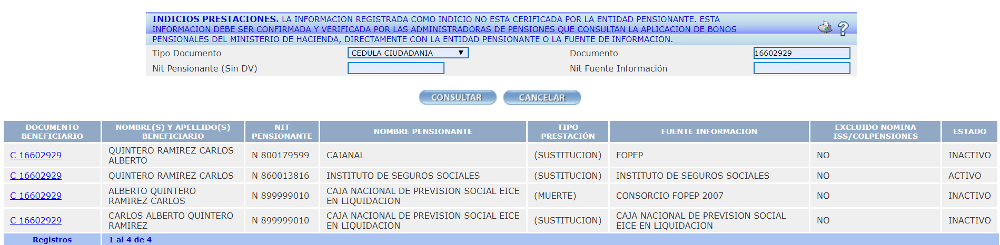 INDICIOS PRESTACIONES. LA INFORMACION REGISTRADA COMO INDICIO NO ESTA CERIFICADA POR LA ENTIDAD PENSIONANTE. ESTA
INFORMACION DEBE SER CONFIRMADA Y VERIFICADA POR LAS ADMINISTRADORAS DE PENSIONES QUE CONSULTAN LA APLICACION DE BONOS
PENSIONALES DEL MINISTERIO DE HACIENDA, DIRECTAMENTE CON LA ENTIDAD PENSIONANTE O LA FUENTE DE INFORMACION.
Tipo Documento CEDULA CIUDADANIA Documento 16602929
Nit Pensionante (Sin DV) Nit Fuente Información
CONSULTAR CANCELAR
DOCUMENTO BENEFICIARIO NOMBRE(S) Y APELLIDO(S) BENEFICIARIO NIT PENSIONANTE NOMBRE PENSIONANTE TIPO PRESTACIÓN FUENTE INFORMACION EXCLUIDO NOMINA ISS/COLPENSIONES ESTADO
C 16602929 QUINTERO RAMIREZ CARLOS ALBERTO N 800179599 CAJANAL (SUSTITUCION) FOPEP NO INACTIVO
C 16602929 QUINTERO RAMIREZ CARLOS N 860013816 INSTITUTO DE SEGUROS SOCIALES (SUSTITUCION) INSTITUTO DE SEGUROS SOCIALES NO ACTIVO
C 16602929 ALBERTO QUINTERO RAMIREZ CARLOS N 899999010 CAJA NACIONAL DE PREVISION SOCIAL EICE EN LIQUIDACION (MUERTE) CONSORCIO FOPEP 2007 NO INACTIVO
C 16602929 CARLOS ALBERTO QUINTERO RAMIREZ N 899999010 CAJA NACIONAL DE PREVISION SOCIAL EICE EN LIQUIDACION (SUSTITUCION) CAJA NACIONAL DE PREVISION SOCIAL EICE EN LIQUIDACION NO INACTIVO
Registros 1 al 4 de 4